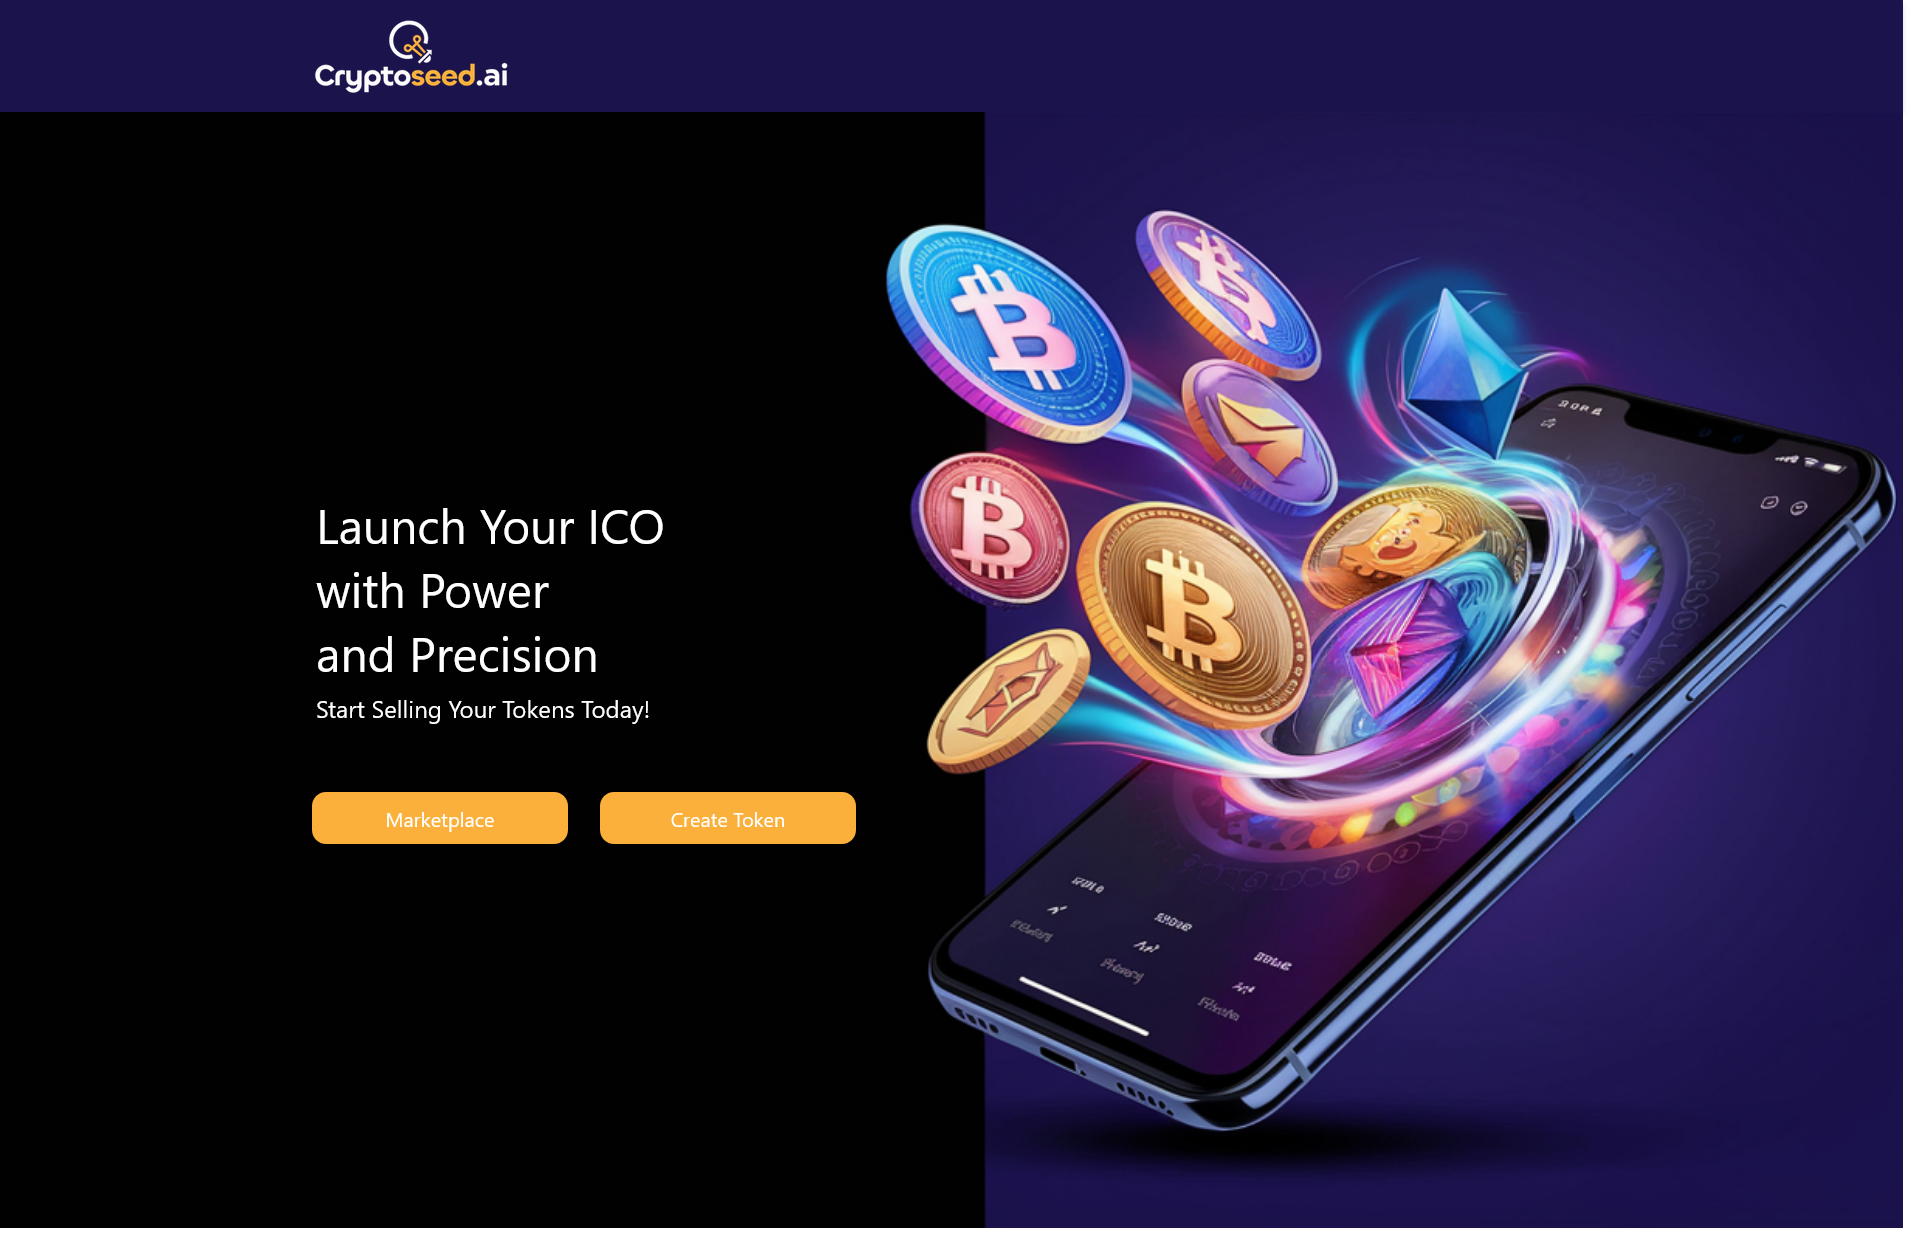 Cryptoseed.ai
Launch Your ICO
with Power
and Precision
Start Selling Your Tokens Today!
Marketplace
Create Token